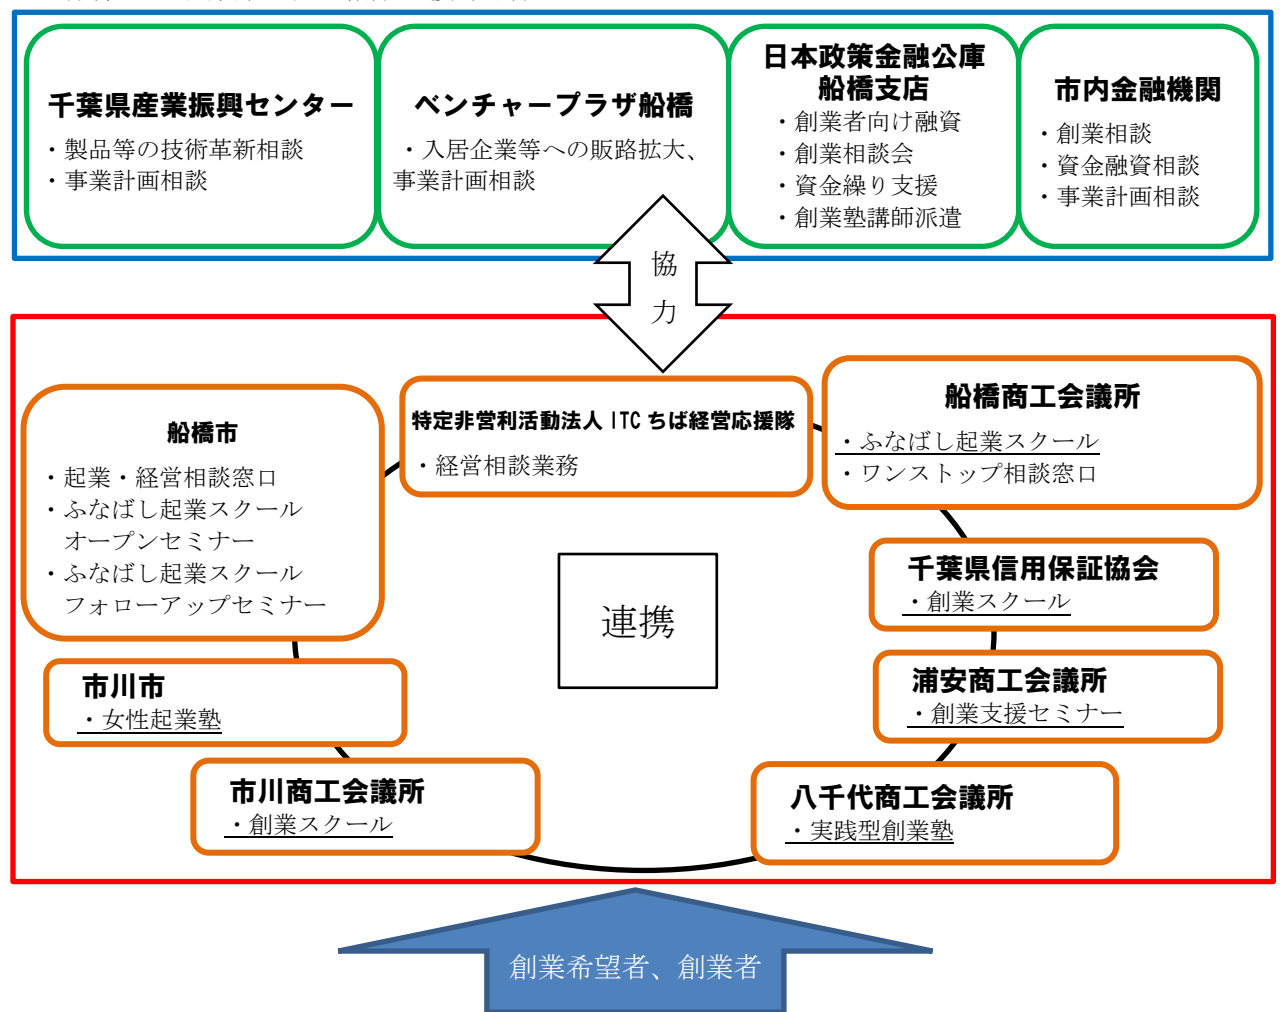 千葉県産業振興センター
・製品等の技術革新相談
・事業計画相談
ベンチャープラザ船橋
・入居企業等への販路拡大、
事業計画相談
日本政策金融公庫
船橋支店
・創業者向け融資
・創業相談会
・資金繰り支援
・創業塾講師派遣
市内金融機関
・創業相談
・資金融資相談
・事業計画相談
協
力
船橋市
・起業・経営相談窓口
・ふなばし起業スクール
オープンセミナー
・ふなばし起業スクール
フォローアップセミナー
特定非営利活動法人ITCちば経営応援隊
・経営相談業務
船橋商工会議所
・ふなばし起業スクール
・ワンストップ相談窓口
千葉県信用保証協会
・創業スクール
連携
市川市
・女性起業塾
浦安商工会議所
・創業支援セミナー
市川商工会議所
・創業スクール
八千代商工会議所
・実践型創業塾
創業希望者、創業者